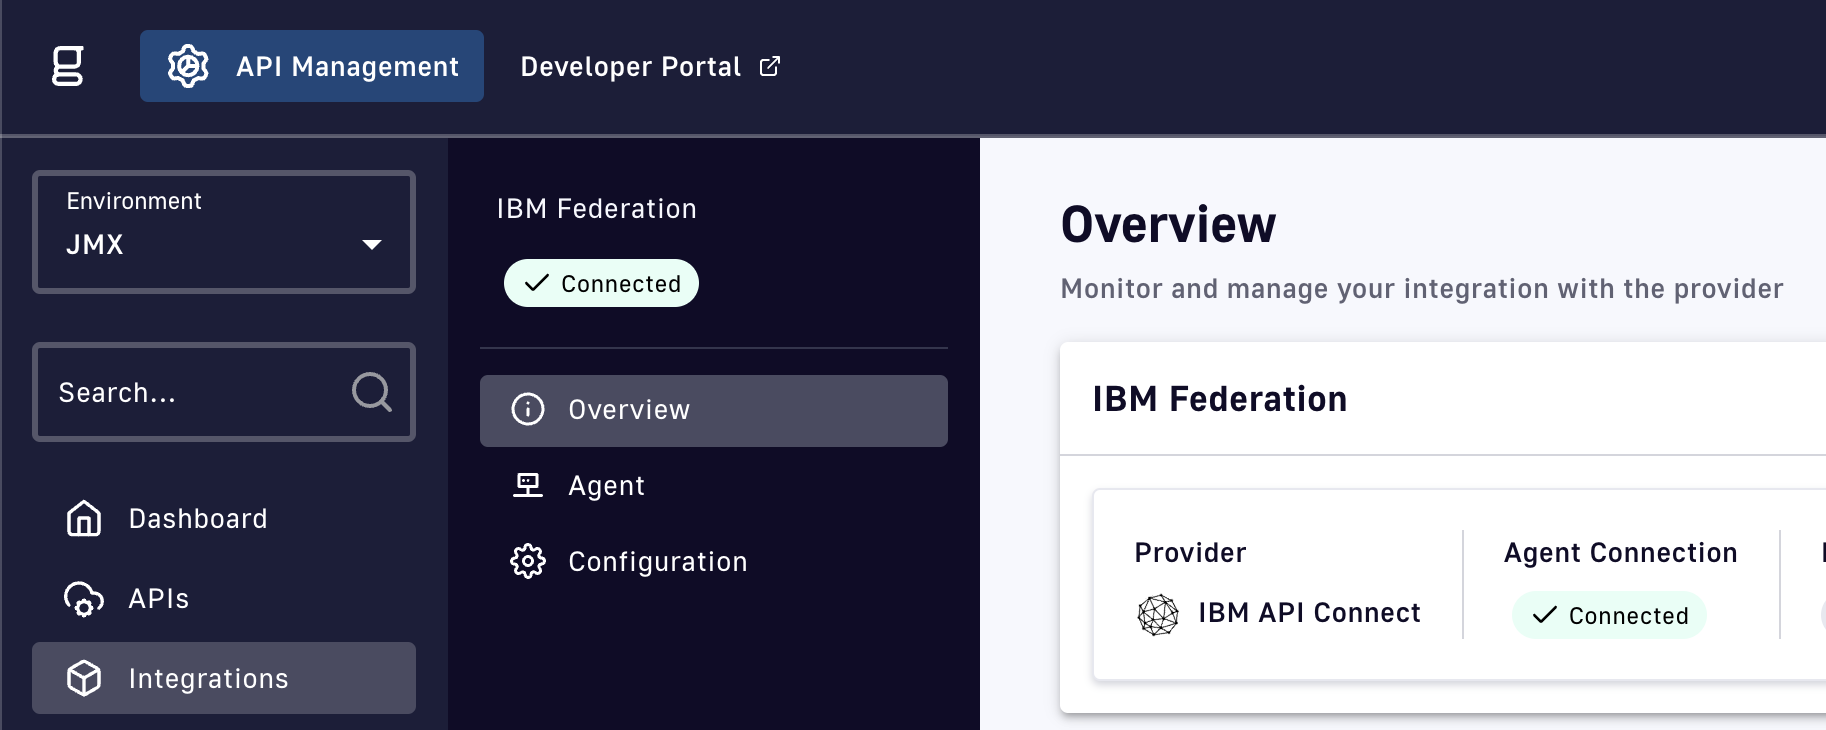 g
API Management
Developer Portal
Environment
JMX
Search...
Dashboard
APIs
Integrations
IBM Federation
Connected
Overview
Agent
Configuration
Overview
Monitor and manage your integration with the provider
IBM Federation
Provider
IBM API Connect
Agent Connection
Connected